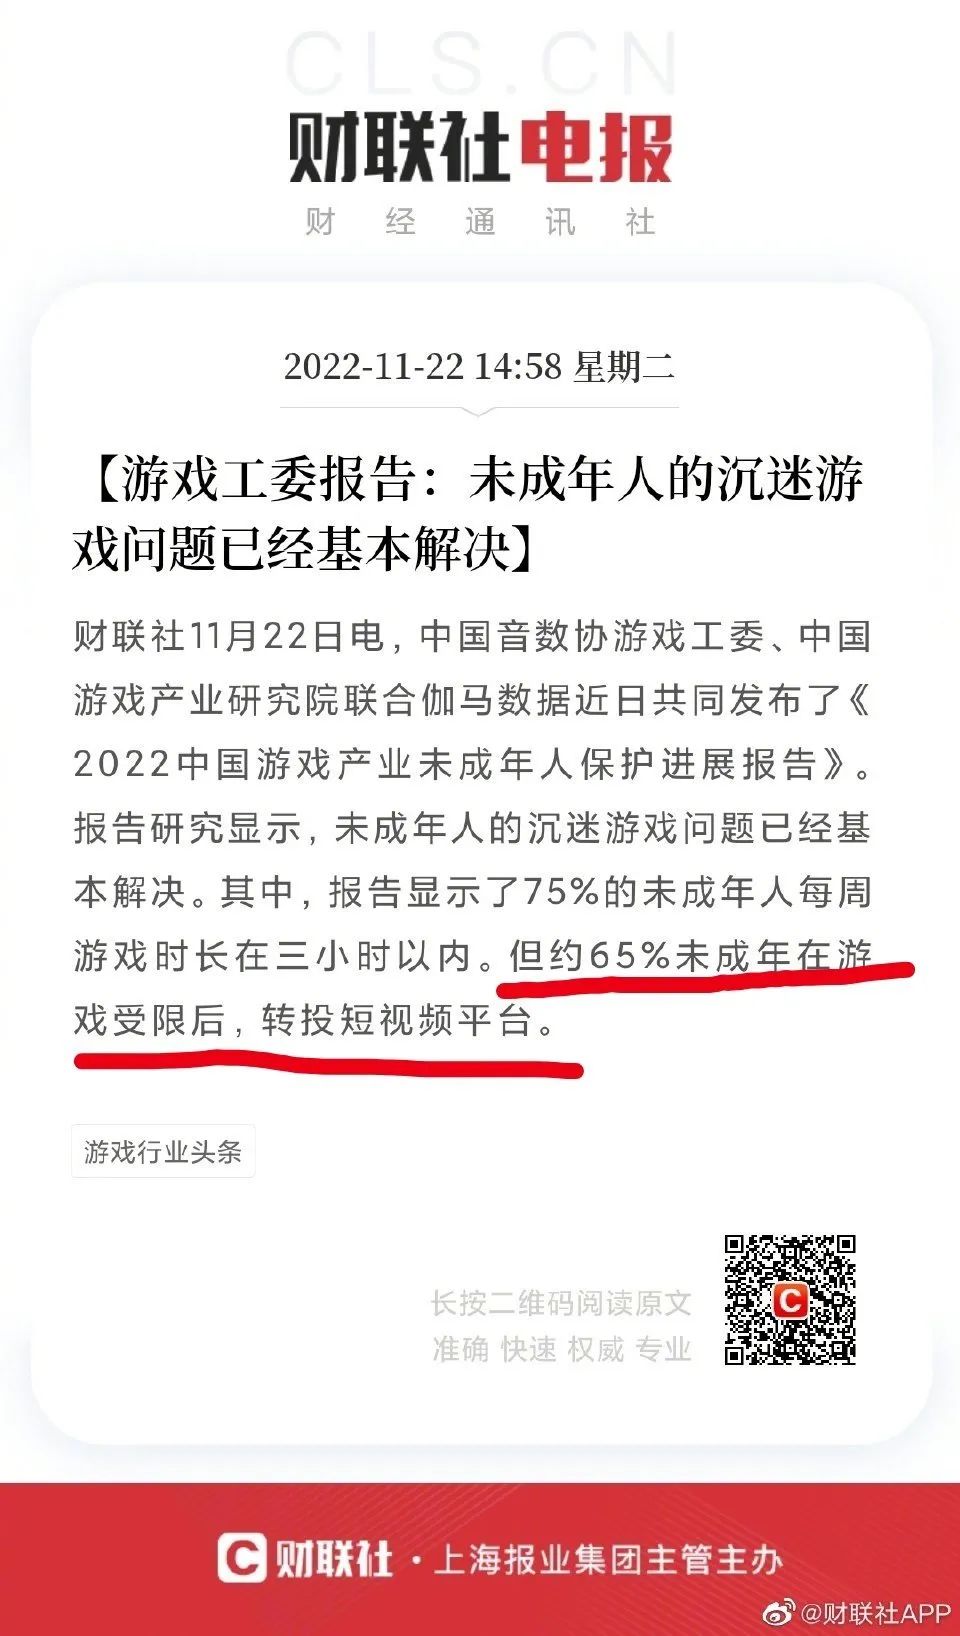 CLS.CN
财联社电报
财经通讯社
2022-11-22 14:58 星期二
【游戏工委报告：未成年人的沉迷游
戏问题已经基本解决】
财联社11月22日电，中国音数协游戏工委、中国
游戏产业研究院联合伽马数据近日共同发布了《
2022中国游戏产业未成年人保护进展报告》。
报告研究显示，未成年人的沉迷游戏问题已经基
本解决。其中，报告显示了75%的未成年人每周
游戏时长在三小时以内。但约65%未成年在游
戏受限后，转投短视频平台。
游戏行业头条
长按二维码阅读原文
准确 快速 权威 专业
C
C 财联社·上海报业集团主管主办
@财联社APP